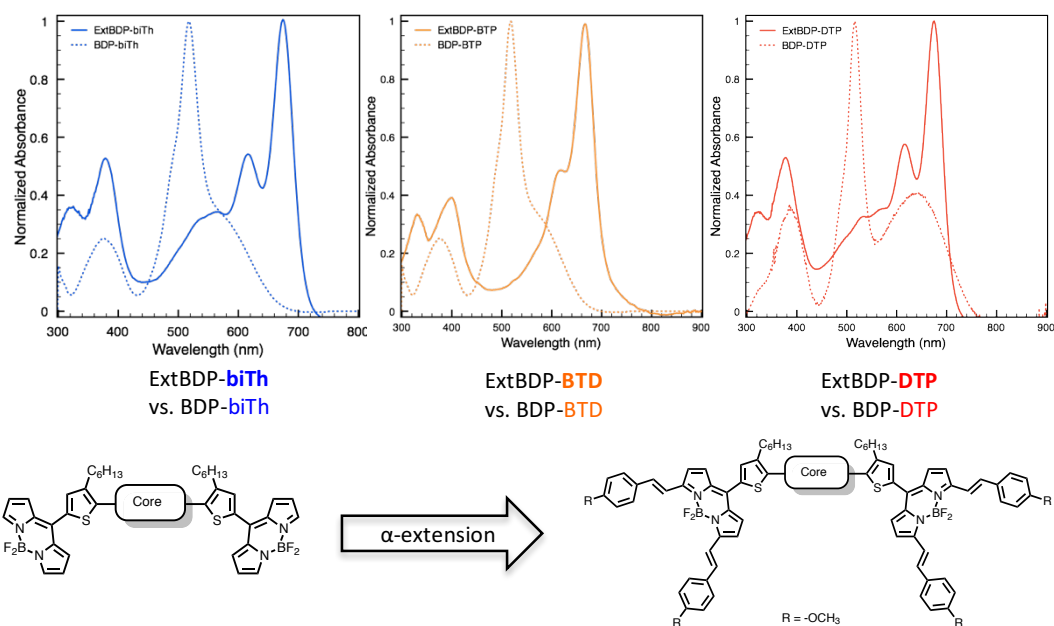 ExtBDP-biTh
BDP-biTh
Normalized Absorbance
1
0.8
0.6
0.4
0.2
0
300 400 500 600 700 800
Wavelength (nm)
ExtBDP-BTP
BDP-BTP
Normalized Absorbance
1
0.8
0.6
0.4
0.2
0
300 400 500 600 700 800 900
Wavelength (nm)
ExtBDP-DTP
BDP-DTP
Normalized Absorbance
1
0.8
0.6
0.4
0.2
0
300 400 500 600 700 800 900
Wavelength (nm)
ExtBDP-biTh
vs. BDP-biTh
ExtBDP-BTD
vs. BDP-BTD
ExtBDP-DTP
vs. BDP-DTP
C₆H₁₃ C₆H₁₃
Core
S S
N N
F₂B BF₂
N N
α-extension
C₆H₁₃ C₆H₁₃
Core
R S S R
N N
F₂B BF₂
N N
R R
R = -OCH₃